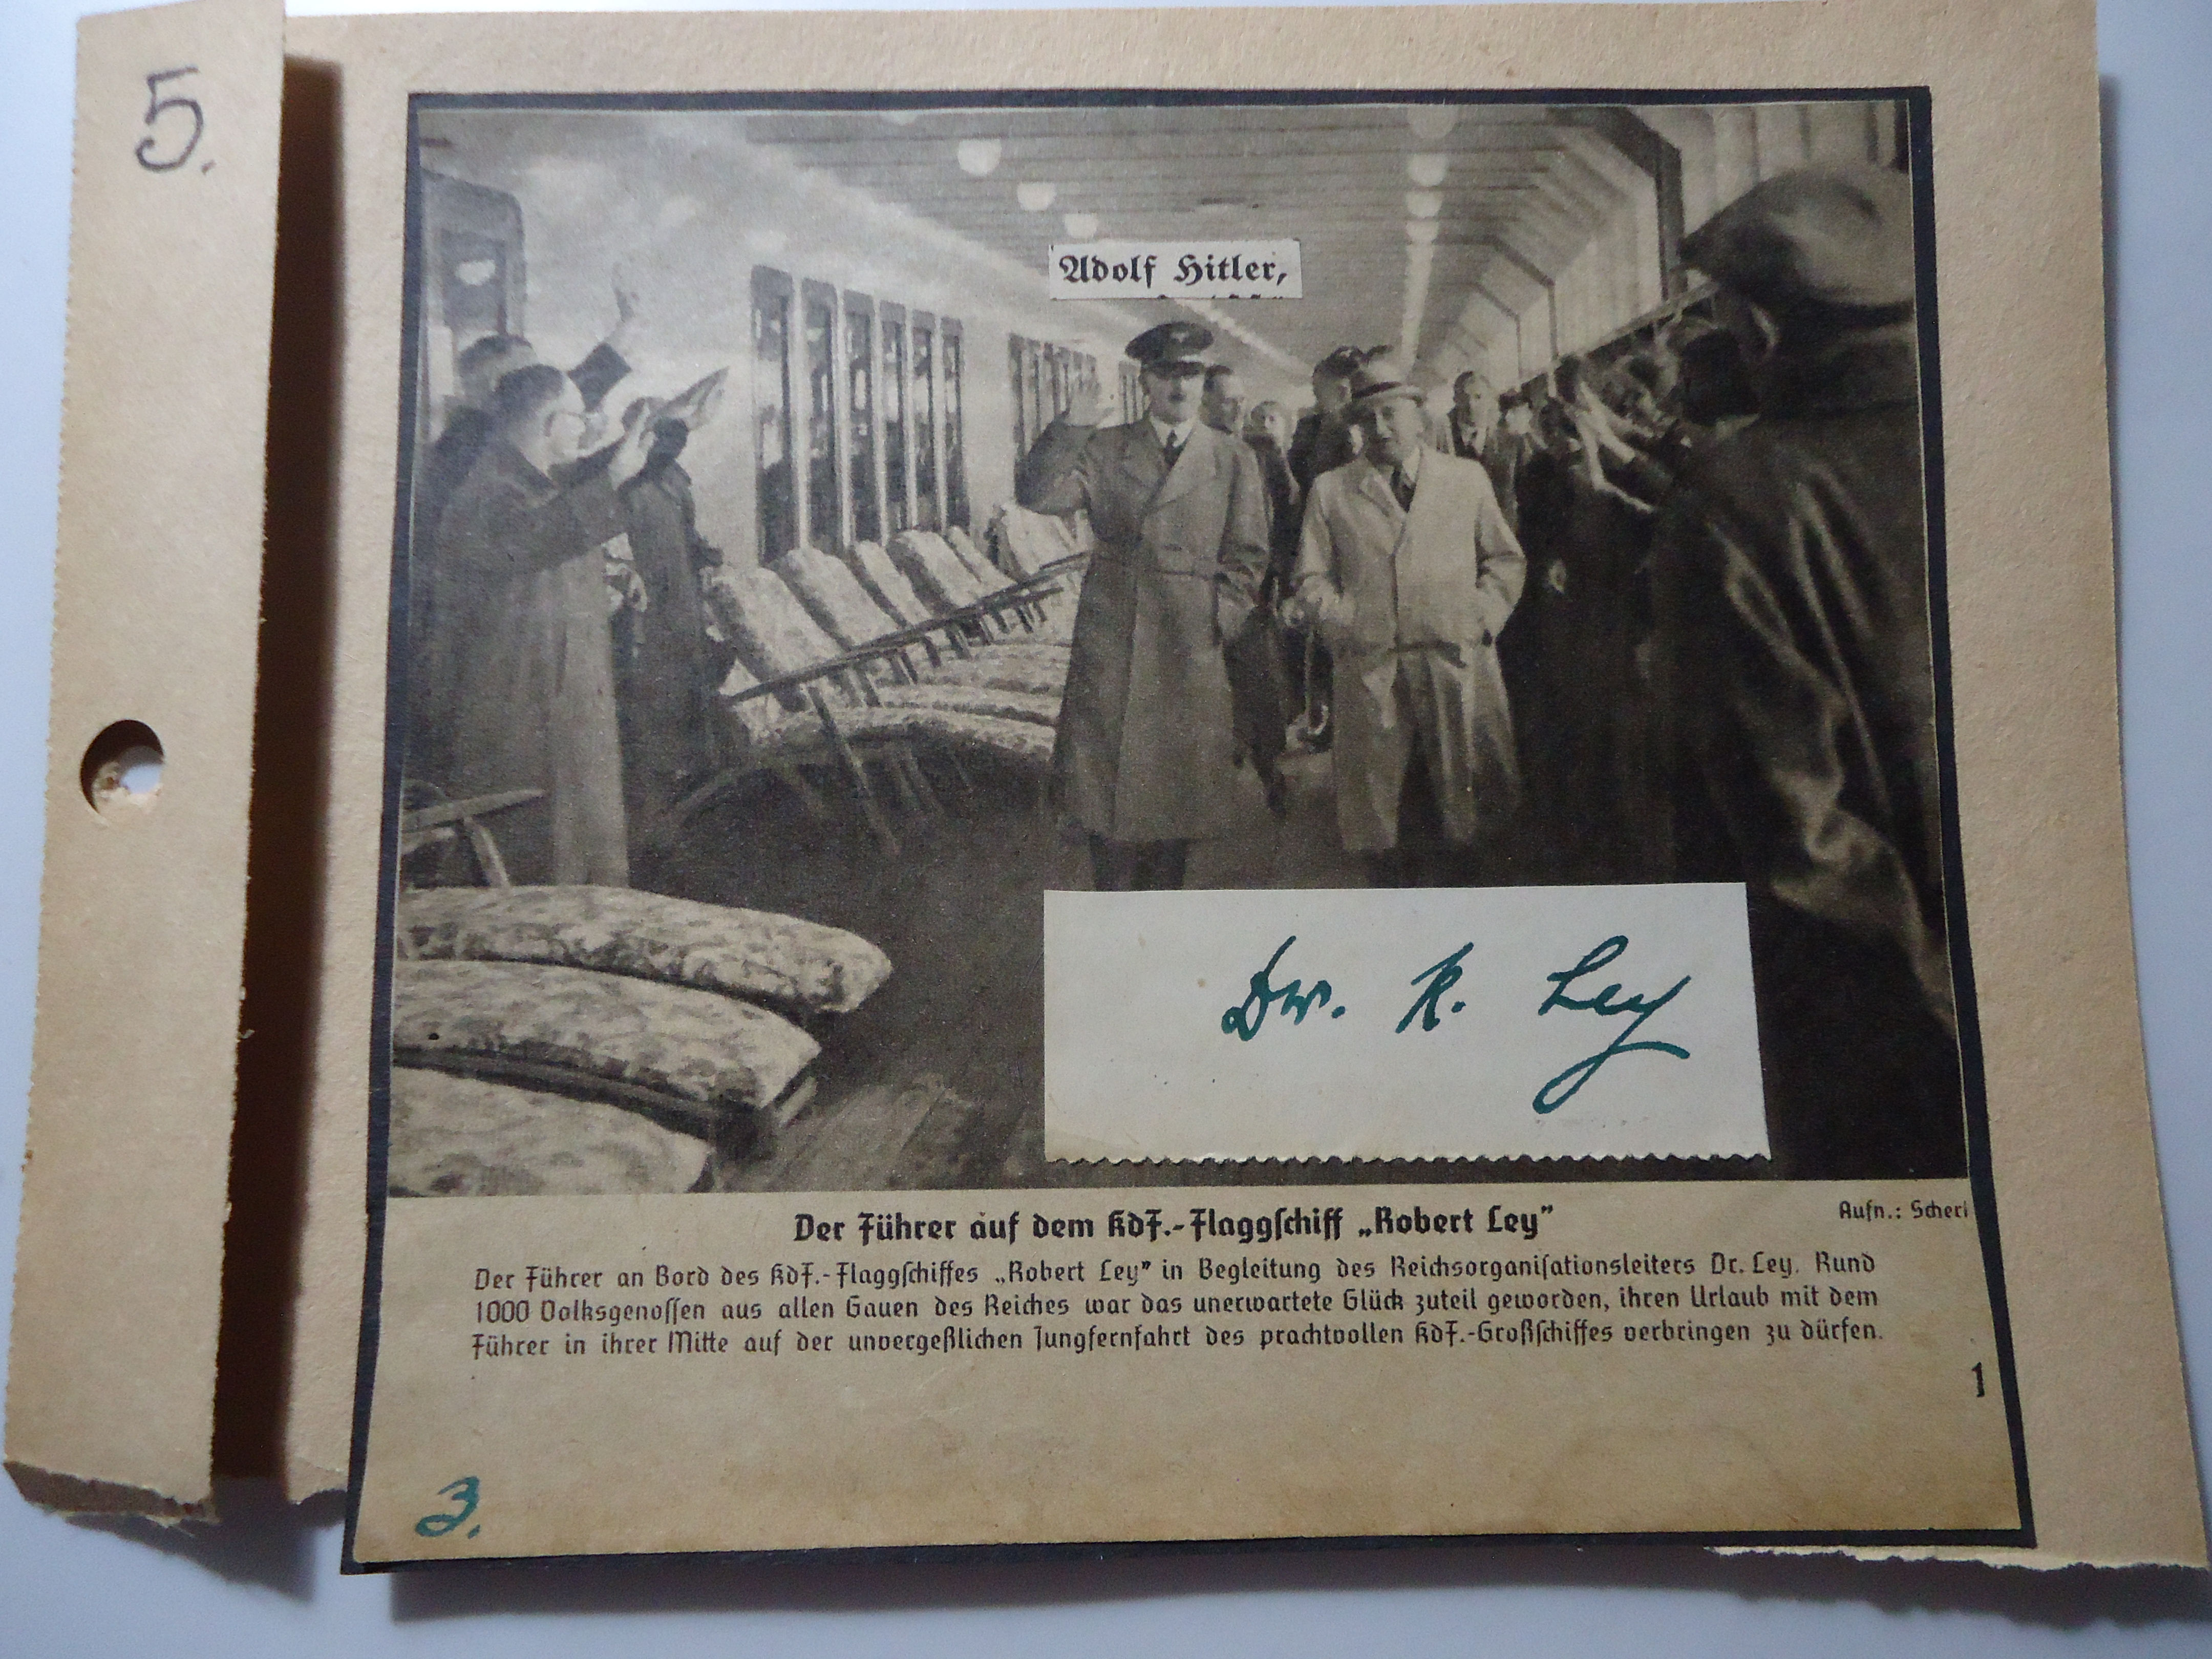 5.
Adolf Hitler,
Dr. R. Ley
Aufn.: Scherl
Der Führer auf dem KdF.-Flaggſchiff „Robert Ley”
Der Führer an Bord des KdF.-Flaggſchiffes „Robert Ley” in Begleitung des Reichsorganiſationsleiters Dr. Ley. Rund
1000 Volksgenoſſen aus allen Gauen des Reiches war das unerwartete Glück zuteil geworden, ihren Urlaub mit dem
Führer in ihrer Mitte auf der unvergeßlichen Jungfernfahrt des prachtvollen KdF.-Großſchiffes verbringen zu dürfen.
1
3.